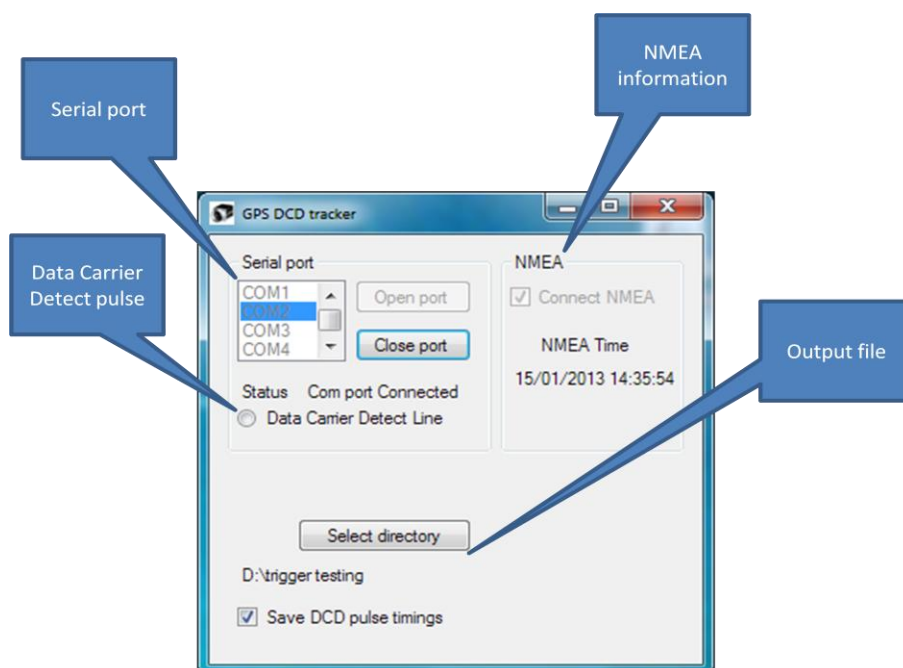 NMEA
information
Serial port
GPS DCD tracker
Data Carrier
Detect pulse
Serial port
COM1
COM2
COM3
COM4
Open port
Close port
Status Com port Connected
Data Carrier Detect Line
NMEA
Connect NMEA
NMEA Time
15/01/2013 14:35:54
Output file
Select directory
D:\trigger testing
Save DCD pulse timings